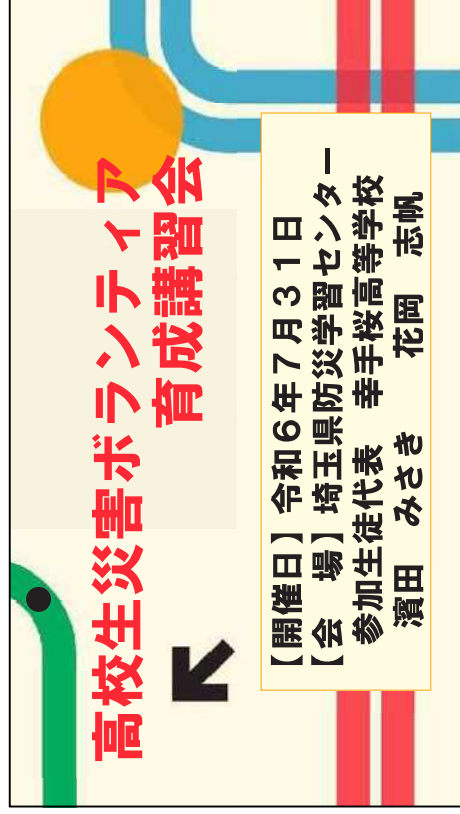 高校生災害ボランティア
育成講習会
【開催日】令和６年７月３１日
【会　場】埼玉県防災学習センター
参加生徒代表　幸手桜高等学校
濱田　みさき　　花岡　志帆